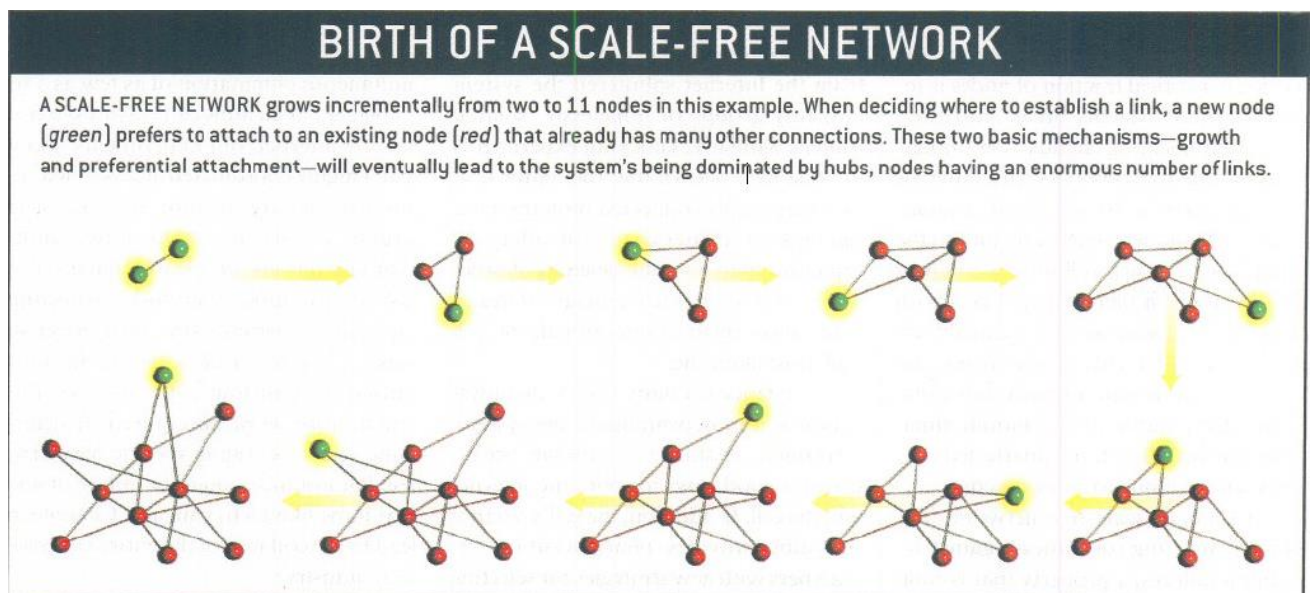 BIRTH OF A SCALE-FREE NETWORK
A SCALE-FREE NETWORK grows incrementally from two to 11 nodes in this example. When deciding where to establish a link, a new node
(green) prefers to attach to an existing node (red) that already has many other connections. These two basic mechanisms—growth
and preferential attachment—will eventually lead to the system's being dominated by hubs, nodes having an enormous number of links.